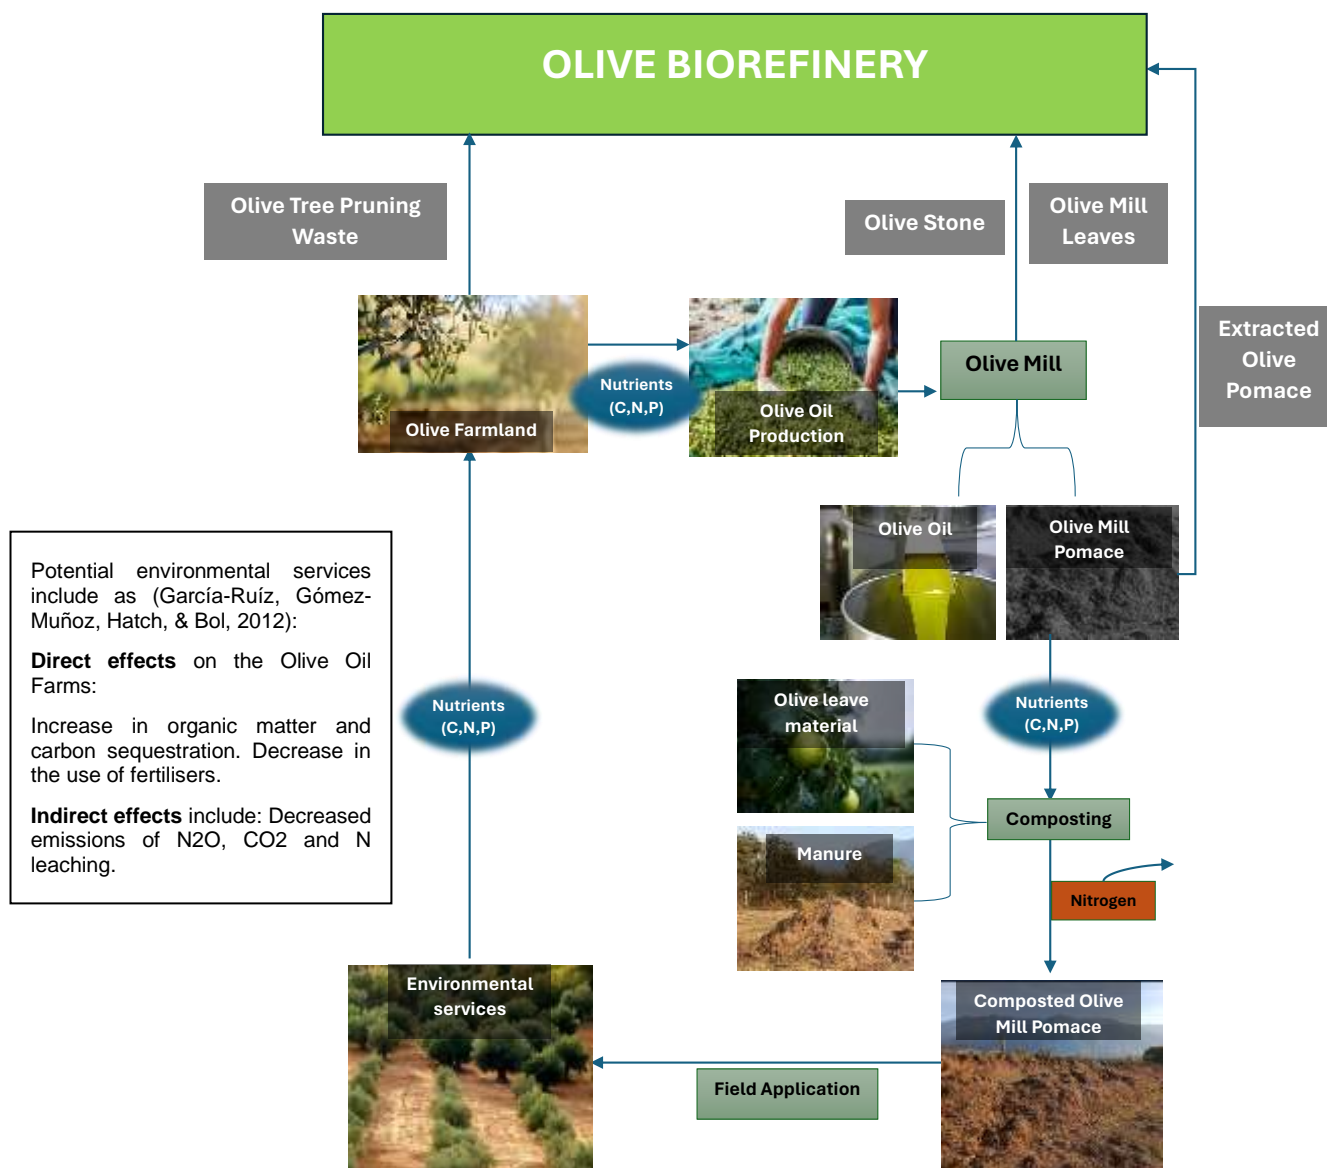 OLIVE BIOREFINERY
Olive Tree Pruning
Waste
Olive Stone
Olive Mill
Leaves
Extracted
Olive
Pomace
Olive Farmland
Nutrients
(C,N,P)
Olive Oil
Production
Olive Mill
Olive Oil
Olive Mill
Pomace
Potential environmental services
include as (García-Ruíz, Gómez-
Muñoz, Hatch, & Bol, 2012):
Direct effects on the Olive Oil
Farms:
Increase in organic matter and
carbon sequestration. Decrease in
the use of fertilisers.
Indirect effects include: Decreased
emissions of N2O, CO2 and N
leaching.
Nutrients
(C,N,P)
Olive leave
material
Nutrients
(C,N,P)
Manure
Composting
Nitrogen
Environmental
services
Composted Olive
Mill Pomace
Field Application